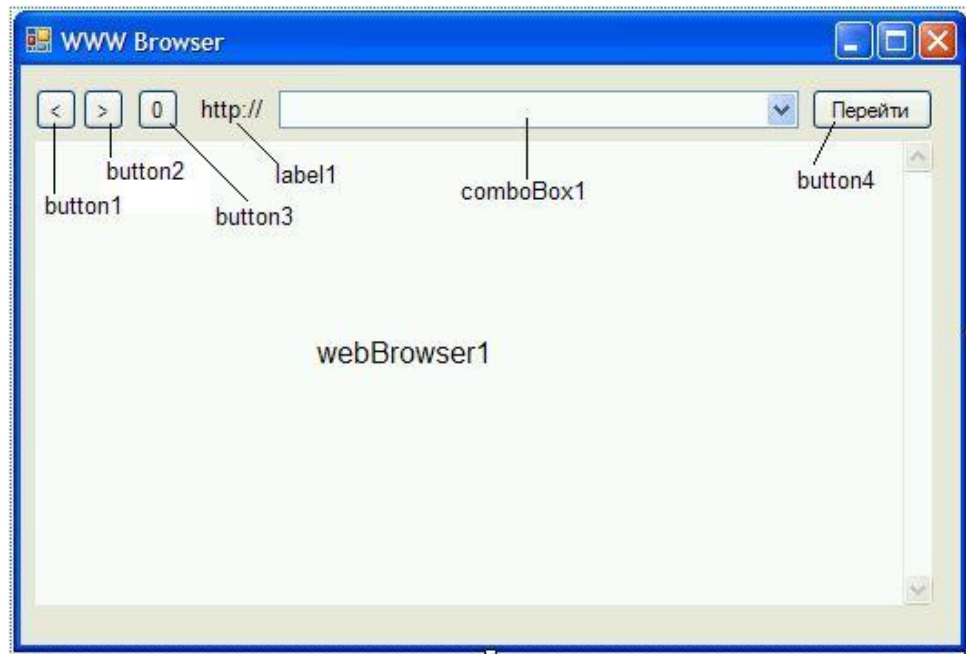 WWW Browser
< > 0 http:// Перейти
button2 label1 comboBox1 button4
button1 button3
webBrowser1